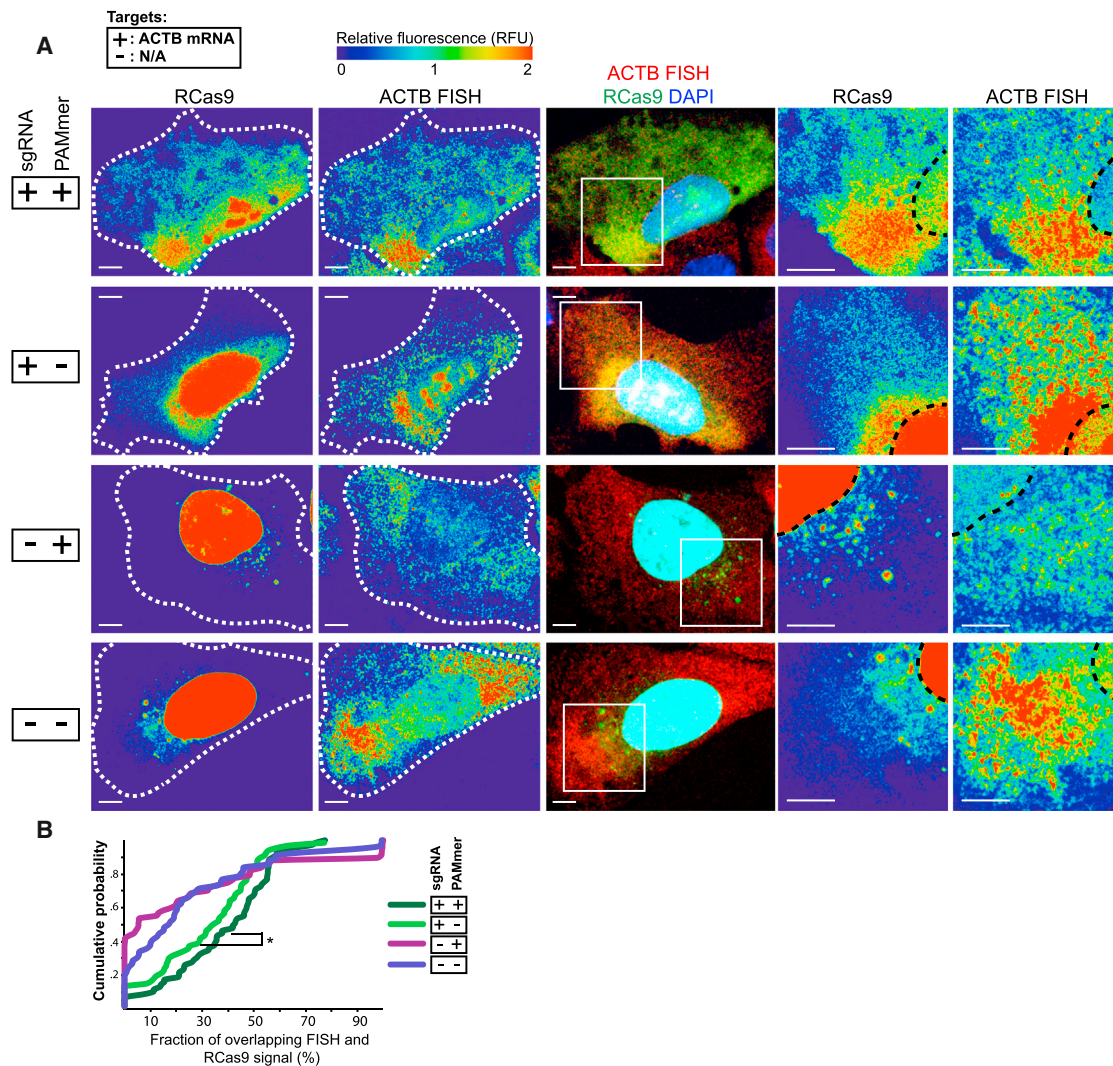 Targets:
+: ACTB mRNA
-: N/A
A
Relative fluorescence (RFU)
0 1 2
sgRNA PAMmer
RCas9
ACTB FISH
ACTB FISH
RCas9 DAPI
RCas9
ACTB FISH
+ +
+ -
- +
- -
B
Cumulative probability
.8
.6
.4
.2
10 30 50 70 90
Fraction of overlapping FISH and
RCas9 signal (%)
*
sgRNA PAMmer
+ +
+ -
- +
- -